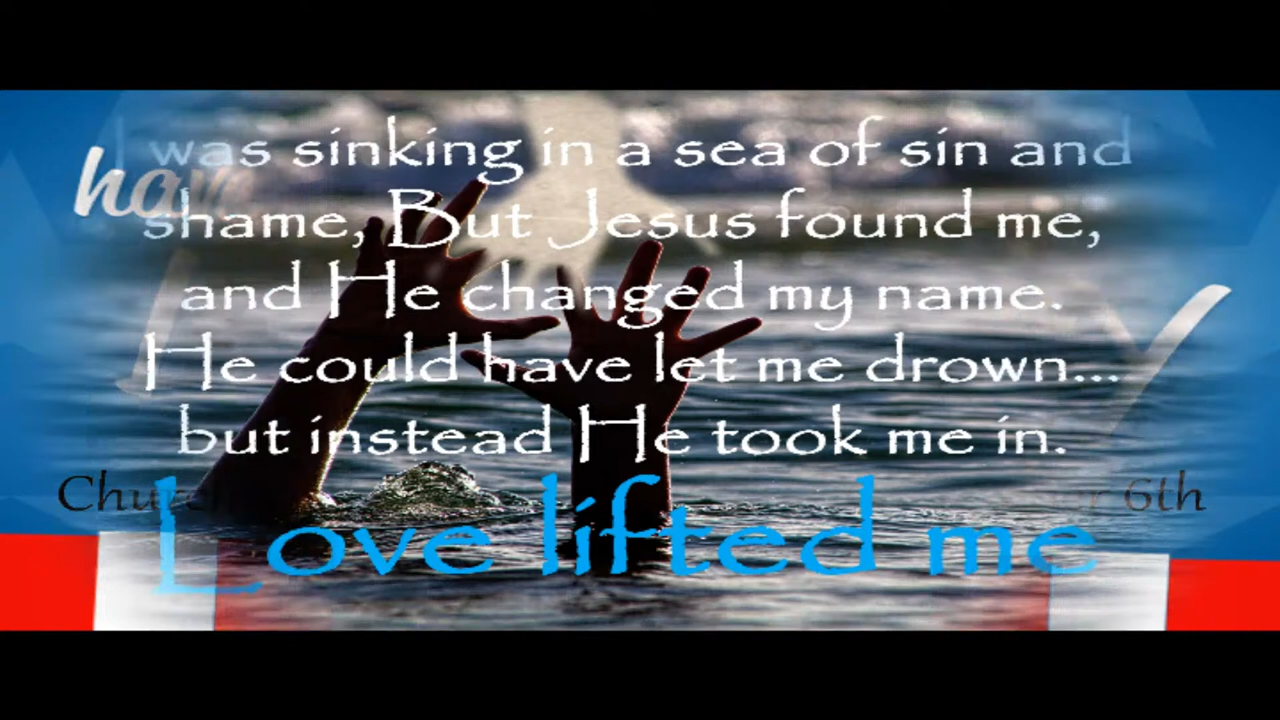 I was sinking in a sea of sin and
shame, But Jesus found me,
and He changed my name.
He could have let me drown...
but instead He took me in.
6th
Love lifted me